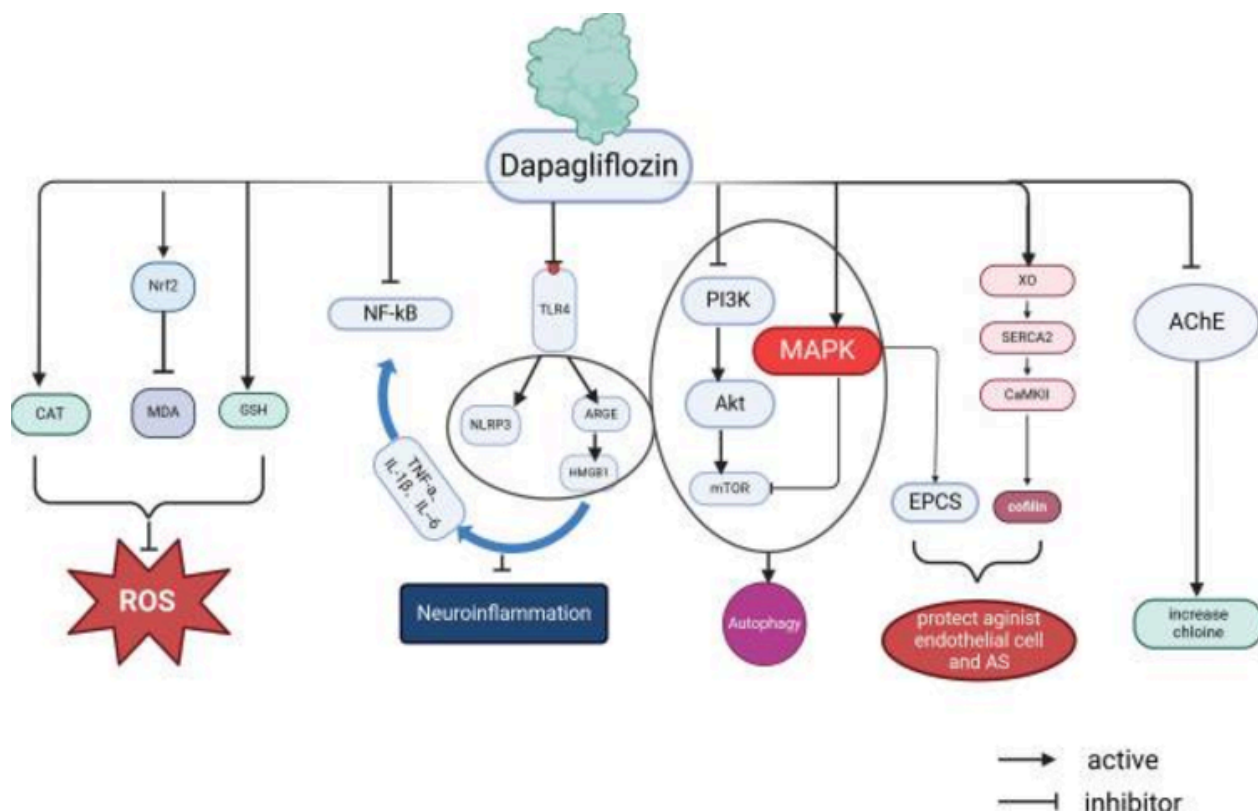 Dapagliflozin
Nrf2
NF-kB
TLR4
PI3K
MAPK
XO
SERCA2
CaMKII
AChE
CAT
MDA
GSH
NLRP3
ARGE
HMGB1
Akt
mTOR
TNF-a、
IL-1β、IL-6
EPCS
cofilin
ROS
Neuroinflammation
Autophagy
protect aginist
endothelial cell
and AS
increase
chloine
active
inhibitor